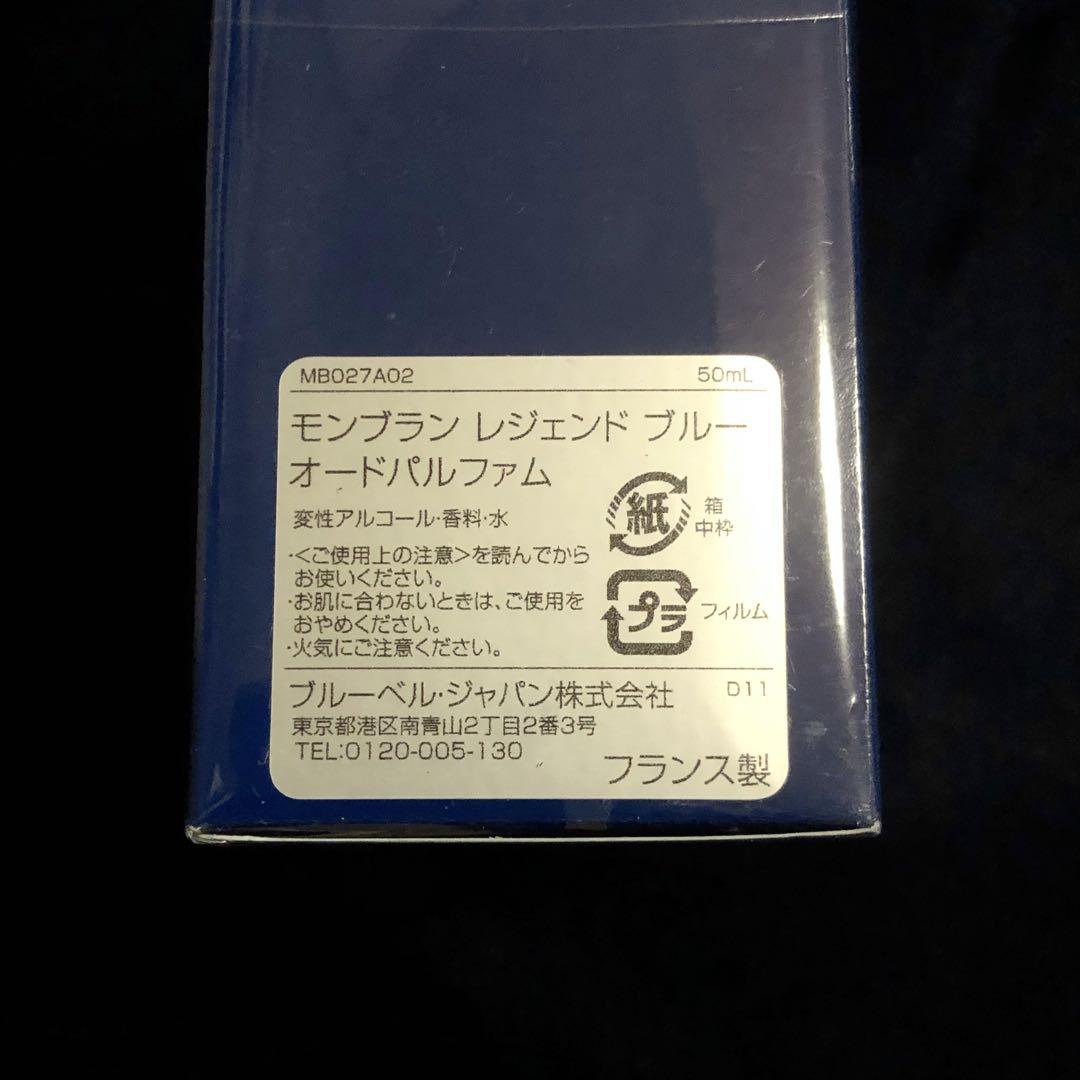 MB027A02 50mL
モンブラン レジェンド ブルー
オードパルファム
変性アルコール・香料・水
・<ご使用上の注意>を読んでから
お使いください。
・お肌に合わないときは、ご使用を
おやめください。
・火気にご注意ください。
紙 箱
中枠
プラ フィルム
ブルーベル・ジャパン株式会社 D11
東京都港区南青山2丁目2番3号
TEL:0120-005-130
フランス製